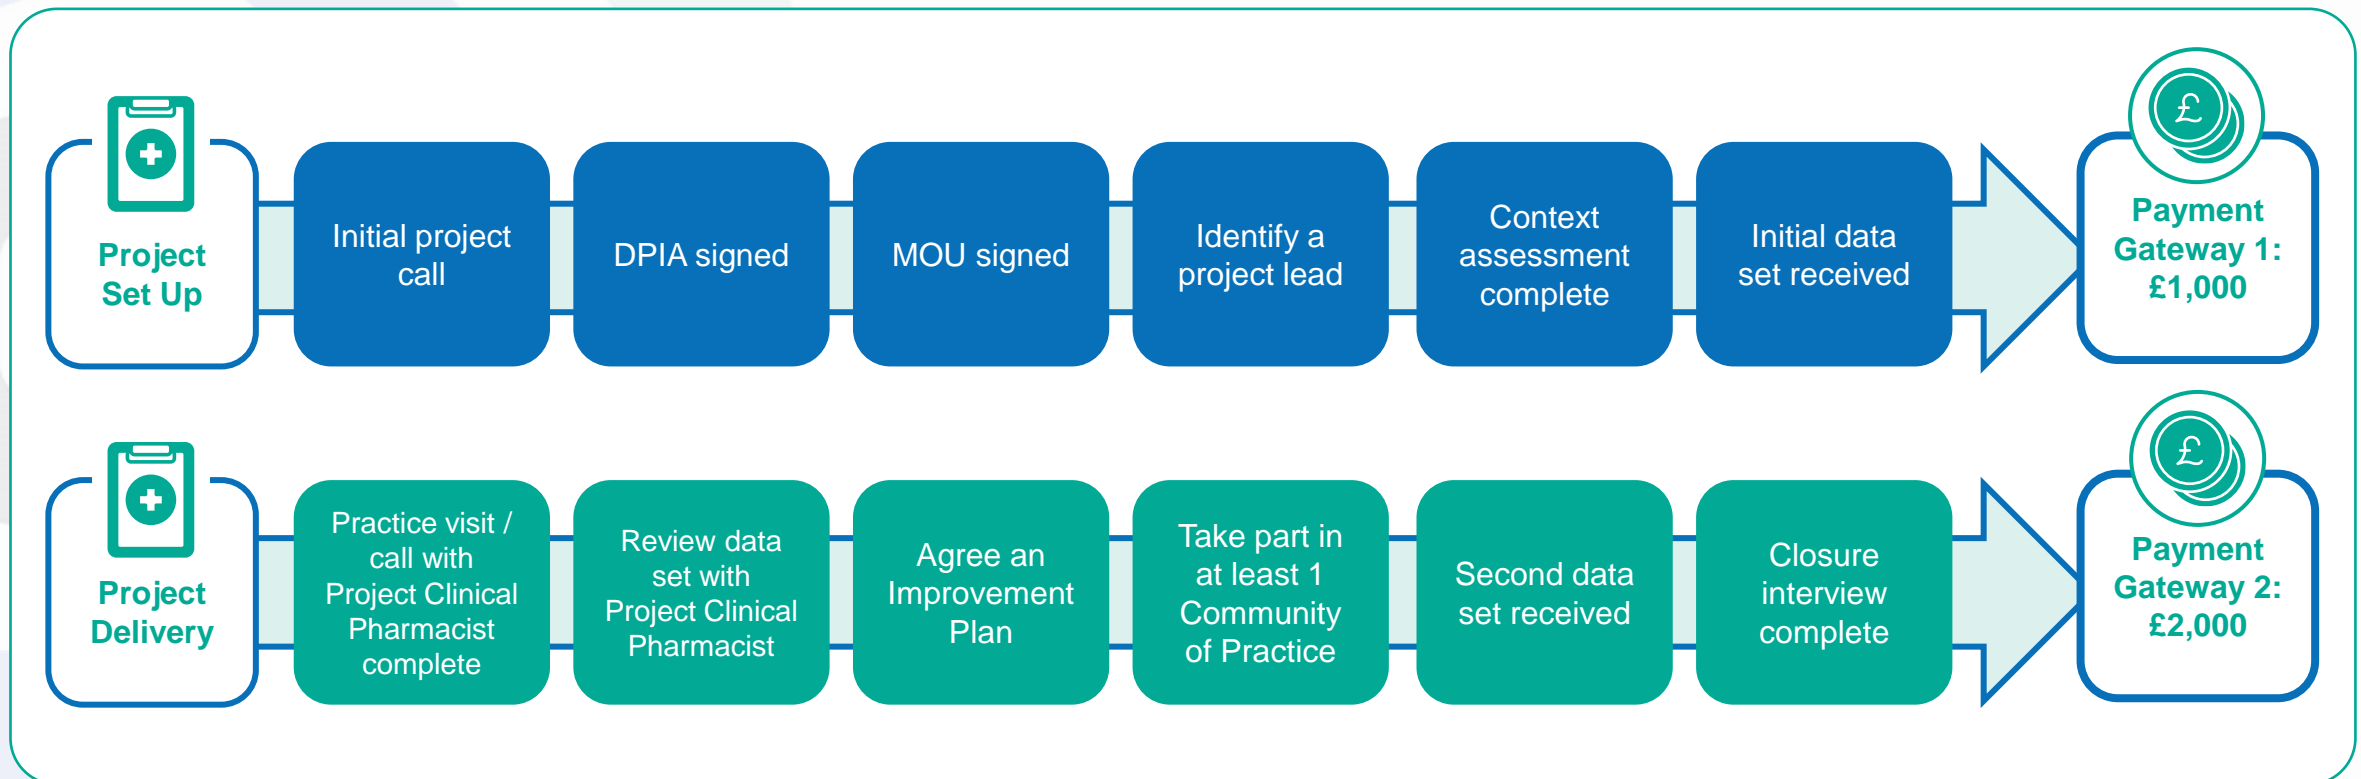 Project
Set Up
Initial project
call
DPIA signed
MOU signed
Identify a
project lead
Context
assessment
complete
Initial data
set received
£
Payment
Gateway 1:
£1,000
Project
Delivery
Practice visit /
call with
Project Clinical
Pharmacist
complete
Review data
set with
Project Clinical
Pharmacist
Agree an
Improvement
Plan
Take part in
at least 1
Community
of Practice
Second data
set received
Closure
interview
complete
£
Payment
Gateway 2:
£2,000